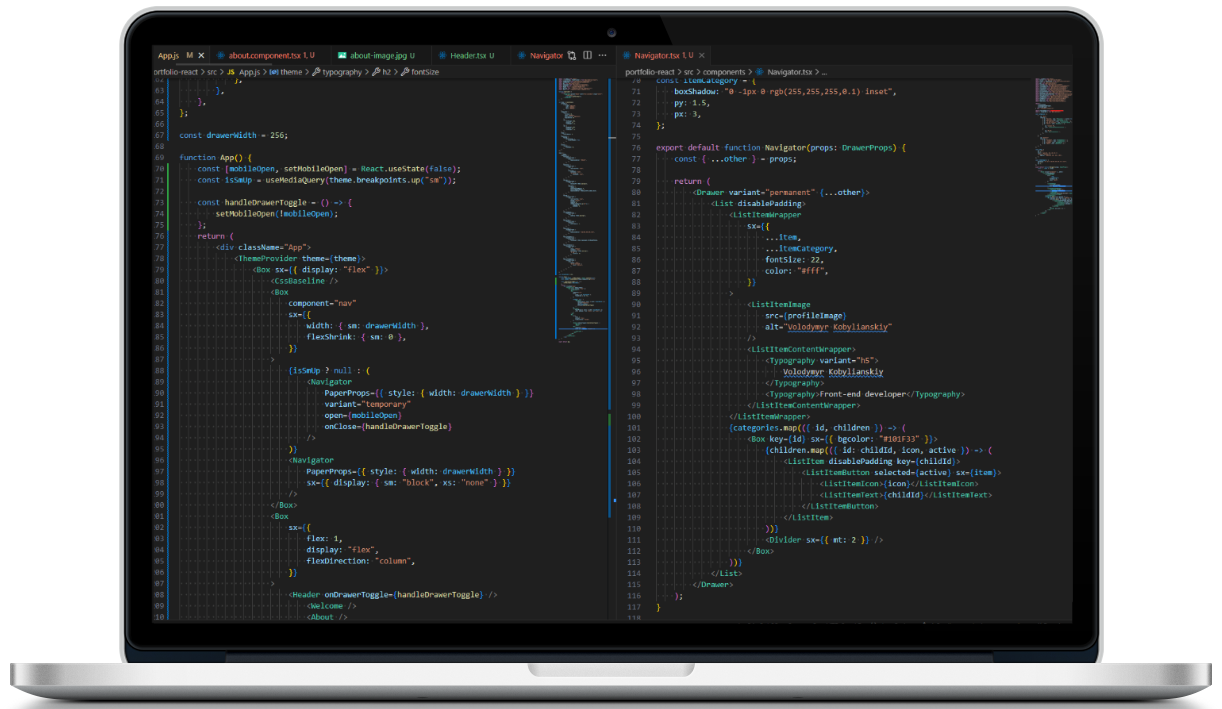 App.js M
about.component.tsx 1, U
about-image.jpg U
Header.tsx U
Navigator
portfolio-react > src > JS App.js > theme > typography > h2 > fontSize
63 },
64 },
65 };
66
67 const drawerWidth = 256;
68
69 function App() {
70 const [mobileOpen, setMobileOpen] = React.useState(false);
71 const isSmUp = useMediaQuery(theme.breakpoints.up("sm"));
72
73 const handleDrawerToggle = () => {
74 setMobileOpen(!mobileOpen);
75 };
76 return (
77 <div className="App">
78 <ThemeProvider theme={theme}>
79 <Box sx={{ display: "flex" }}>
80 <CssBaseline />
81 <Box
82 component="nav"
83 sx={{
84 width: { sm: drawerWidth },
85 flexShrink: { sm: 0 },
86 }}
87 >
88 {isSmUp ? null : (
89 <Navigator
90 PaperProps={{ style: { width: drawerWidth } }}
91 variant="temporary"
92 open={mobileOpen}
93 onClose={handleDrawerToggle}
94 />
95 )}
96 <Navigator
97 PaperProps={{ style: { width: drawerWidth } }}
98 sx={{ display: { sm: "block", xs: "none" } }}
99 />
00 </Box>
01 <Box
02 sx={{
03 flex: 1,
04 display: "flex",
05 flexDirection: "column",
06 }}
07 >
08 <Header onDrawerToggle={handleDrawerToggle} />
09 <Welcome />
10 <About />
Navigator.tsx 1, U
portfolio-react > src > components > Navigator.tsx > ...
70 const itemCategory = {
71 boxShadow: "0 -1px 0 rgb(255,255,255,0.1) inset",
72 py: 1.5,
73 px: 3,
74 };
75
76 export default function Navigator(props: DrawerProps) {
77 const { ...other } = props;
78
79 return (
80 <Drawer variant="permanent" {...other}>
81 <List disablePadding>
82 <ListItemWrapper
83 sx={{
84 ...item,
85 ...itemCategory,
86 fontSize: 22,
87 color: "#fff",
88 }}
89 >
90 <ListItemImage
91 src={profileImage}
92 alt="Volodymyr Kobylianskiy"
93 />
94 <ListItemContentWrapper>
95 <Typography variant="h5">
96 Volodymyr Kobylianskiy
97 </Typography>
98 <Typography>Front-end developer</Typography>
99 </ListItemContentWrapper>
100 </ListItemWrapper>
101 {categories.map(({ id, children }) => (
102 <Box key={id} sx={{ bgcolor: "#101F33" }}>
103 {children.map(({ id: childId, icon, active }) => (
104 <ListItem disablePadding key={childId}>
105 <ListItemButton selected={active} sx={item}>
106 <ListItemIcon>{icon}</ListItemIcon>
107 <ListItemText>{childId}</ListItemText>
108 </ListItemButton>
109 </ListItem>
110 ))}
111 <Divider sx={{ mt: 2 }} />
112 </Box>
113 ))}
114 </List>
115 </Drawer>
116 );
117 }
118